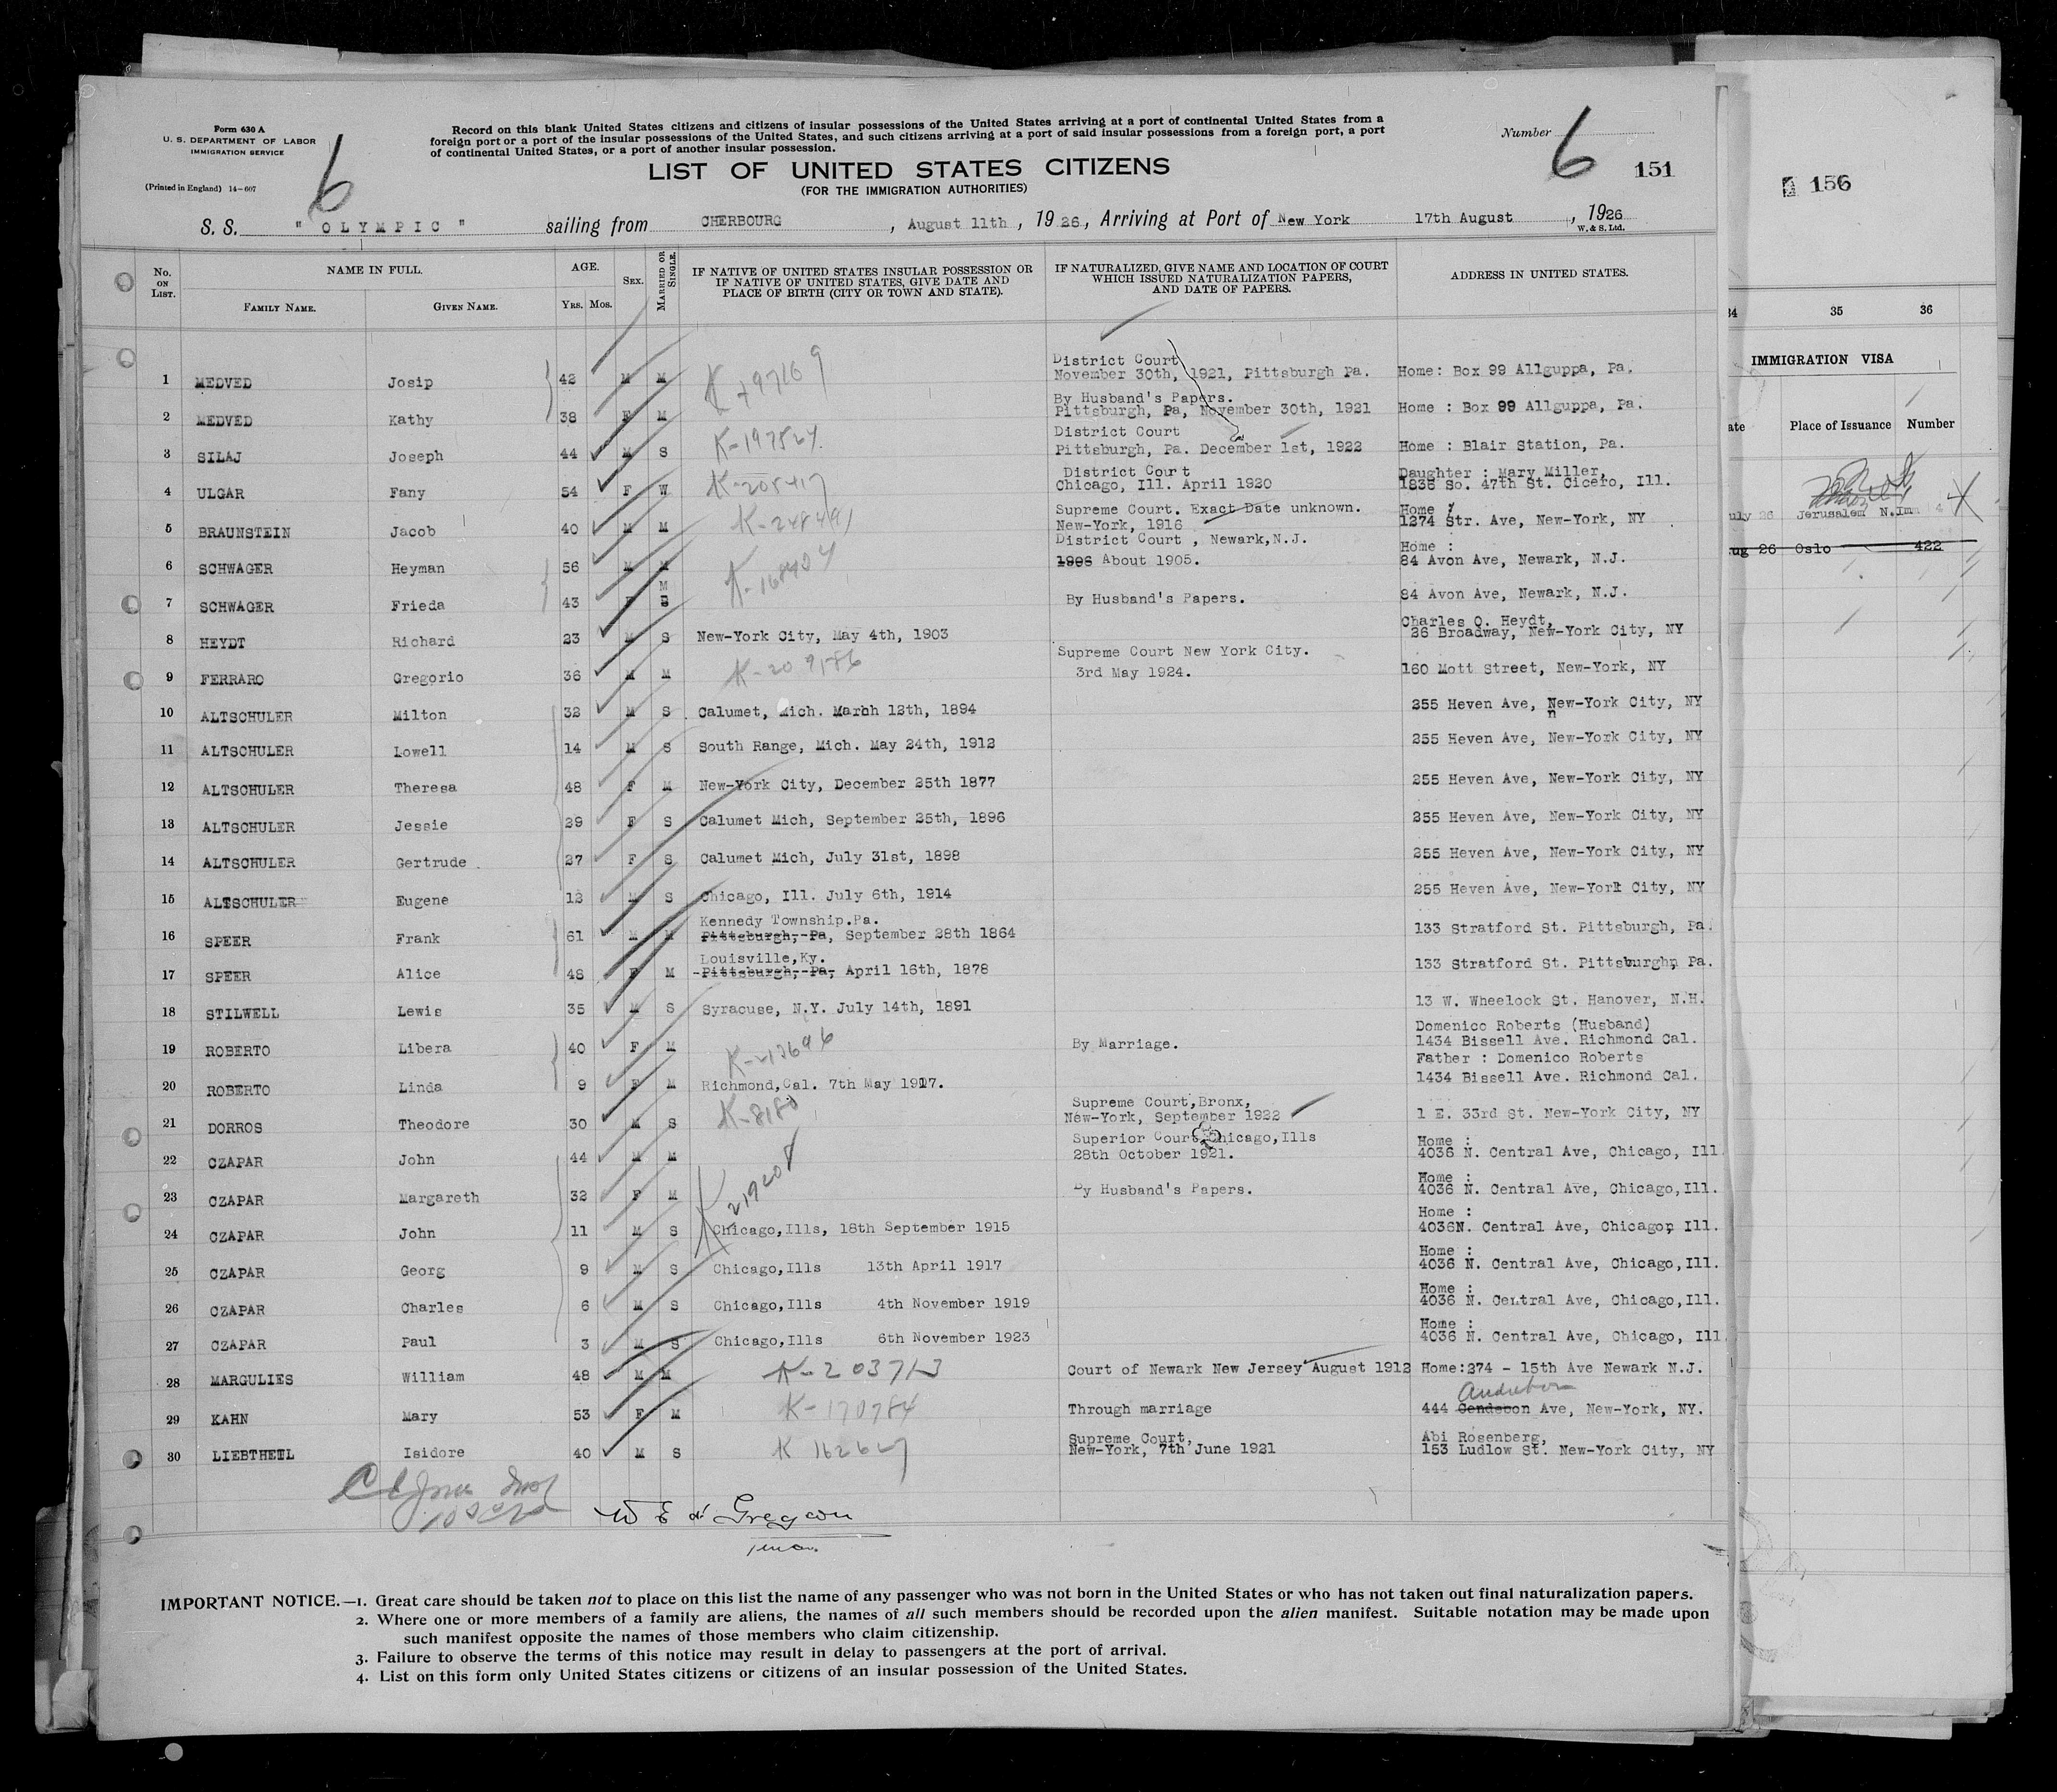 Form 630 A
U. S. DEPARTMENT OF LABOR
IMMIGRATION SERVICE
(Printed in England) 14-607
6
Record on this blank United States citizens and citizens of insular possessions of the United States arriving at a port of continental United States from a
foreign port or a port of the insular possessions of the United States, and such citizens arriving at a port of said insular possessions from a foreign port, a port
of continental United States, or a port of another insular possession.
Number 6 151
LIST OF UNITED STATES CITIZENS
(FOR THE IMMIGRATION AUTHORITIES)
S. S. "OLYMPIC" sailing from CHERBOURG, August 11th, 1926, Arriving at Port of New York 17th August, 1926
W. & S. Ltd.
No. ON LIST. NAME IN FULL. FAMILY NAME. GIVEN NAME. AGE. YRS. MOS. SEX. MARRIED OR SINGLE. IF NATIVE OF UNITED STATES INSULAR POSSESSION OR IF NATIVE OF UNITED STATES, GIVE DATE AND PLACE OF BIRTH (CITY OR TOWN AND STATE). IF NATURALIZED, GIVE NAME AND LOCATION OF COURT WHICH ISSUED NATURALIZATION PAPERS, AND DATE OF PAPERS. ADDRESS IN UNITED STATES.
District Court
1 MEDVED Josip 42 M M November 30th, 1921, Pittsburgh Pa. Home: Box 99 Allguppa, Pa.
By Husband's Papers.
2 MEDVED Kathy 38 F M Pittsburgh, Pa, November 30th, 1921 Home : Box 99 Allguppa, Pa.
District Court
3 SILAJ Joseph 44 M S K-197524 Pittsburgh, Pa. December 1st, 1922 Home : Blair Station, Pa.
District Court Daughter : Mary Miller,
4 ULGAR Fany 54 F W K-205417 Chicago, Ill. April 1920 1835 So. 47th St. Cicero, Ill.
Supreme Court. Exact Date unknown. Home :
5 BRAUNSTEIN Jacob 40 M M K-248491 New-York, 1916 1274 Str. Ave, New-York, NY
District Court , Newark,N.J. Home :
6 SCHWAGER Heyman 56 M M K-168404 1906 About 1905. 84 Avon Ave, Newark, N.J.
M
7 SCHWAGER Frieda 43 F S By Husband's Papers. 84 Avon Ave, Newark, N.J.
Charles O. Heydt,
8 HEYDT Richard 23 M S New-York City, May 4th, 1903 26 Broadway, New-York City, NY
Supreme Court New York City.
9 FERRARO Gregorio 36 M M K-209186 3rd May 1924. 160 Mott Street, New-York, NY
10 ALTSCHULER Milton 32 M S Calumet, Mich. March 12th, 1894 255 Heven Ave, New-York City, NY
11 ALTSCHULER Lowell 14 M S South Range, Mich. May 24th, 1912 255 Heven Ave, New-York City, NY
12 ALTSCHULER Theresa 48 F M New-York City, December 25th 1877 255 Heven Ave, New-York City, NY
13 ALTSCHULER Jessie 29 F S Calumet Mich, September 25th, 1896 255 Heven Ave, New-York City, NY
14 ALTSCHULER Gertrude 27 F S Calumet Mich, July 31st, 1898 255 Heven Ave, New-York City, NY
15 ALTSCHULER Eugene 12 M S Chicago, Ill. July 6th, 1914 255 Heven Ave, New-York City, NY
Kennedy Township.Pa.
16 SPEER Frank 61 M M Pittsburgh, Pa, September 28th 1864 133 Stratford St. Pittsburgh, Pa.
Louisville,Ky.
17 SPEER Alice 48 F M Pittsburgh, Pa, April 16th, 1878 133 Stratford St. Pittsburgh, Pa.
18 STILWELL Lewis 35 M S Syracuse, N.Y. July 14th, 1891 13 W. Wheelock St. Hanover, N.H.
Domenico Roberts (Husband)
19 ROBERTO Libera 40 F M K-213696 By Marriage. 1434 Bissell Ave. Richmond Cal.
Father : Domenico Roberts
20 ROBERTO Linda 9 F M Richmond,Cal. 7th May 1917. 1434 Bissell Ave. Richmond Cal.
Supreme Court,Bronx,
21 DORROS Theodore 30 M S K-8180 New-York, September 1922 1 E. 33rd St. New-York City, NY
Superior Court Chicago,Ills Home :
22 CZAPAR John 44 M M K 219208 28th October 1921. 4036 N. Central Ave, Chicago, Ill
Home :
23 CZAPAR Margareth 32 F M By Husband's Papers. 4036 N. Central Ave, Chicago,Ill.
Home :
24 CZAPAR John 11 M S Chicago,Ills, 18th September 1915 4036N. Central Ave, Chicago, Ill.
Home :
25 CZAPAR Georg 9 M S Chicago,Ills 13th April 1917 4036 N. Central Ave, Chicago,Ill.
Home :
26 CZAPAR Charles 6 M S Chicago,Ills 4th November 1919 4036 N. Central Ave, Chicago,Ill.
Home :
27 CZAPAR Paul 3 M S Chicago,Ills 6th November 1923 4036 N. Central Ave, Chicago, Ill
28 MARGULIES William 48 M M K-203713 Court of Newark New Jersey August 1912 Home:274 - 15th Ave Newark N.J.
Audubon
29 KAHN Mary 53 F M K-170784 Through marriage 444 Ave, New-York, NY.
Supreme Court, Abi Rosenberg,
30 LIEBTHEIL Isidore 40 M S K 162627 New-York, 7th June 1921 153 Ludlow St. New-York City, NY
IMPORTANT NOTICE.—1. Great care should be taken not to place on this list the name of any passenger who was not born in the United States or who has not taken out final naturalization papers.
2. Where one or more members of a family are aliens, the names of all such members should be recorded upon the alien manifest. Suitable notation may be made upon
such manifest opposite the names of those members who claim citizenship.
3. Failure to observe the terms of this notice may result in delay to passengers at the port of arrival.
4. List on this form only United States citizens or citizens of an insular possession of the United States.
156
34 35 36
IMMIGRATION VISA
ate Place of Issuance Number
uly 26 Jerusalem
ug 26 Oslo 422